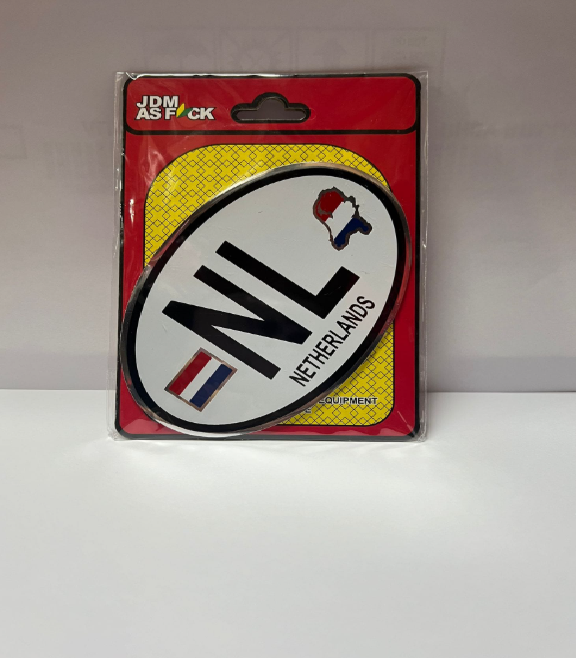 JDM
AS F CK
NL
NETHERLANDS
EQUIPMENT